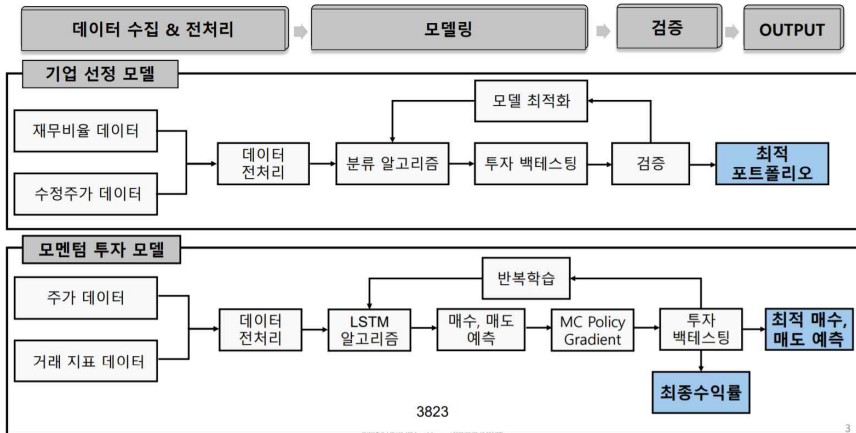 데이터 수집 & 전처리
모델링
검증
OUTPUT
기업 선정 모델
모델 최적화
재무비율 데이터
수정주가 데이터
데이터
전처리
분류 알고리즘
투자 백테스팅
검증
최적
포트폴리오
모멘텀 투자 모델
반복학습
주가 데이터
거래 지표 데이터
데이터
전처리
LSTM
알고리즘
매수, 매도
예측
MC Policy
Gradient
투자
백테스팅
최적 매수,
매도 예측
최종수익률
3823
3